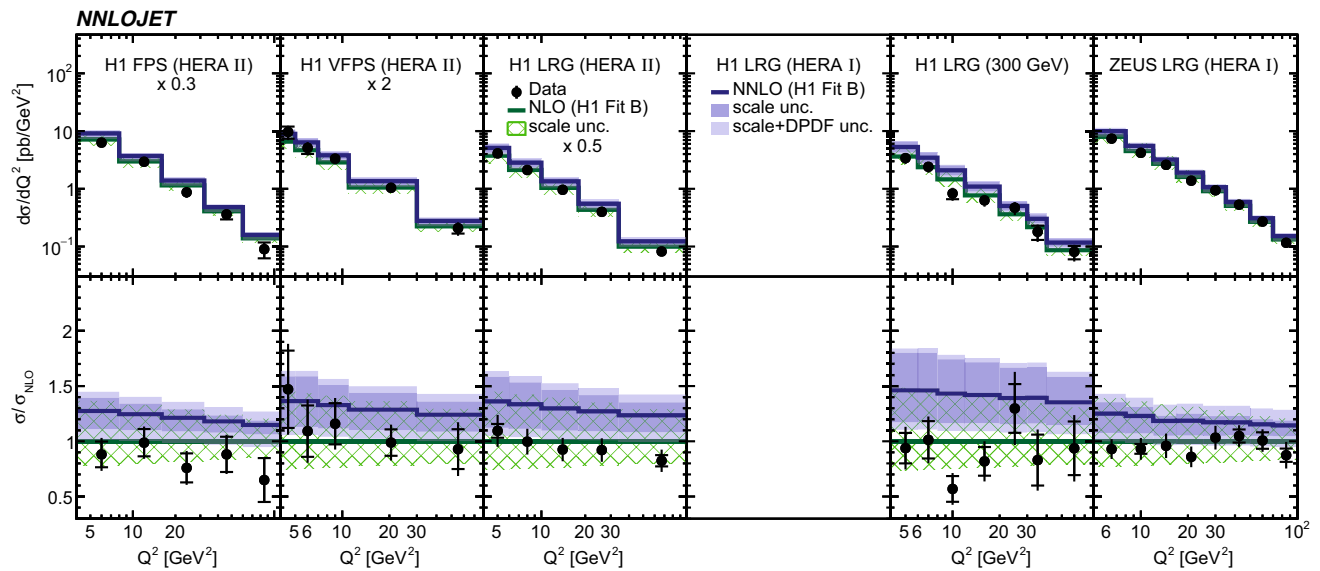 NNLOJET
dσ/dQ² [pb/GeV²]
10²
10
1
10⁻¹
H1 FPS (HERA II)
x 0.3
H1 VFPS (HERA II)
x 2
H1 LRG (HERA II)
Data
NLO (H1 Fit B)
scale unc.
x 0.5
H1 LRG (HERA I)
NNLO (H1 Fit B)
scale unc.
scale+DPDF unc.
H1 LRG (300 GeV)
ZEUS LRG (HERA I)
σ/σNLO
2
1.5
1
0.5
5 10 20
5 6 10 20 30
5 10 20 30
5 6 10 20 30
10 20 30 10²
Q² [GeV²]
Q² [GeV²]
Q² [GeV²]
Q² [GeV²]
Q² [GeV²]